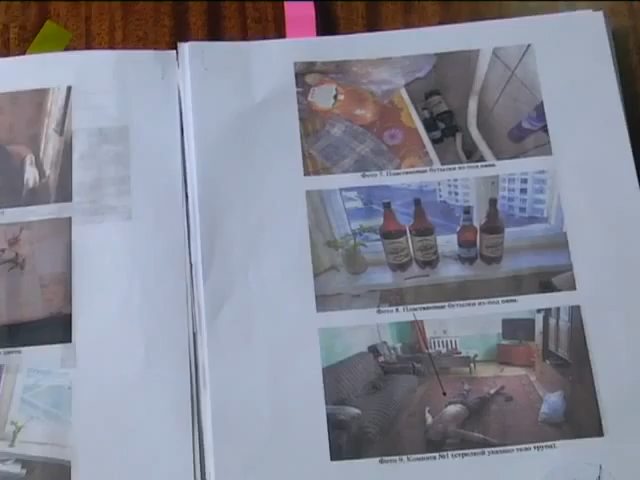 Фото 7. Пластиковые бутылки из-под пива.
Фото 8. Пластиковые бутылки из-под пива.
Фото 9. Комната №1 (стрелкой указано тело трупа).